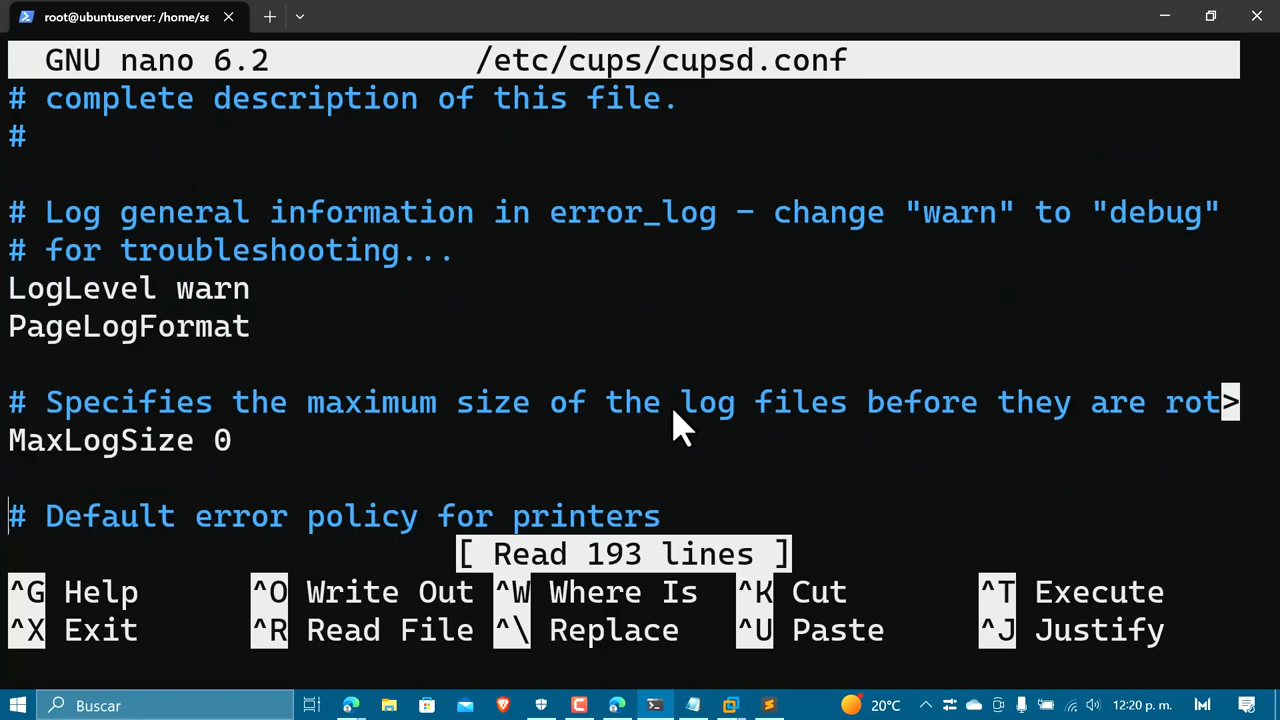 root@ubuntuserver: /home/se
GNU nano 6.2 /etc/cups/cupsd.conf
# complete description of this file.
#
# Log general information in error_log - change "warn" to "debug"
# for troubleshooting...
LogLevel warn
PageLogFormat
# Specifies the maximum size of the log files before they are rot>
MaxLogSize 0
# Default error policy for printers
[ Read 193 lines ]
^G Help ^O Write Out ^W Where Is ^K Cut ^T Execute
^X Exit ^R Read File ^\ Replace ^U Paste ^J Justify
Buscar 20°C 12:20 p. m.